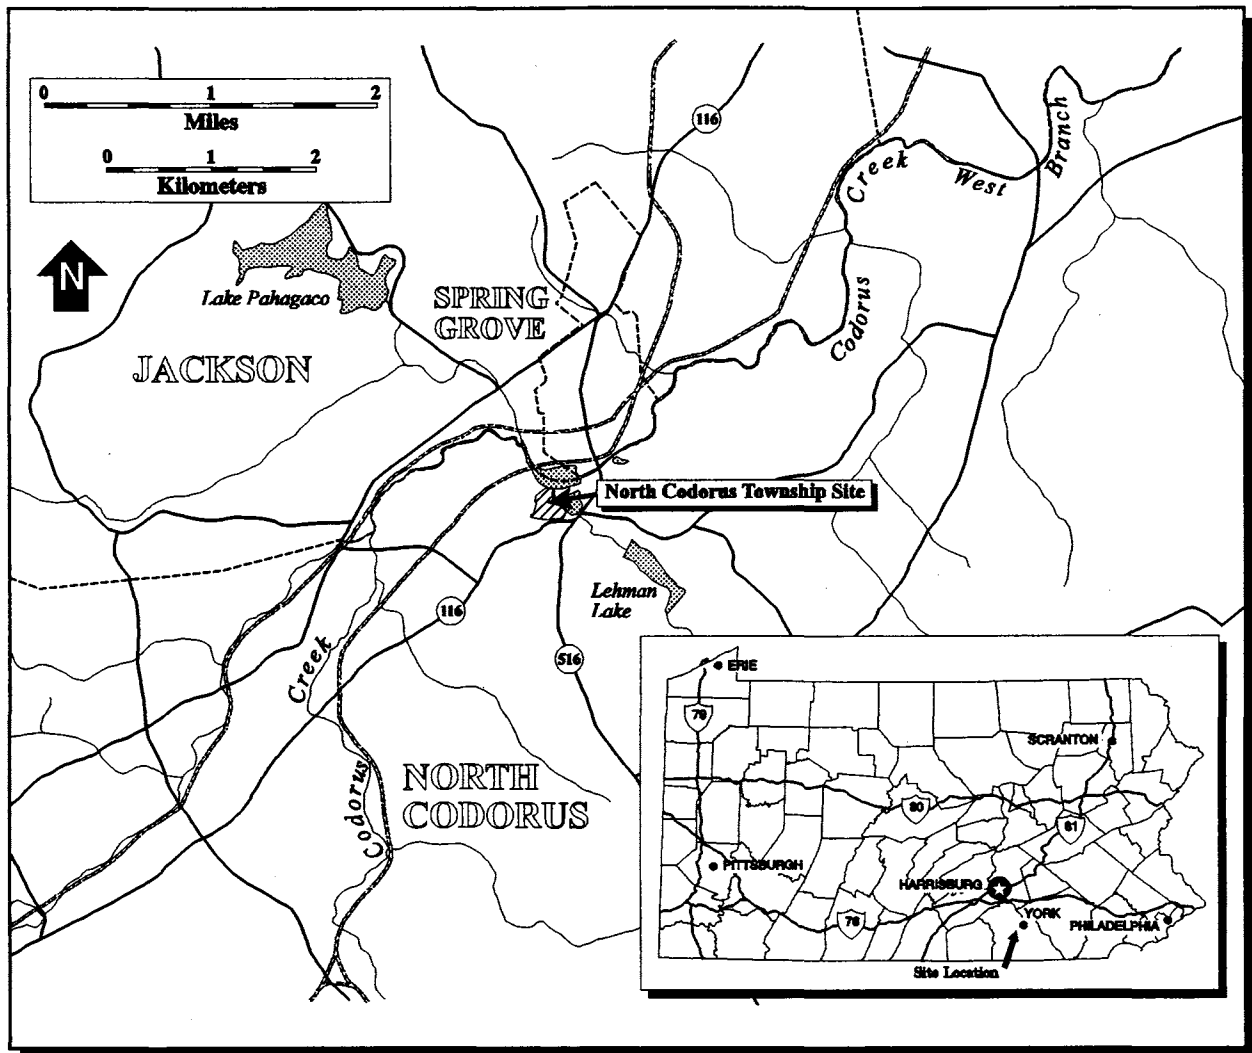 0 1 2
Miles
0 1 2
Kilometers
N
116
Creek
West
Branch
Lake Pahagaco
SPRING
GROVE
Codorus
JACKSON
North Codorus Township Site
Lehman
Lake
116
516
Creek
NORTH
CODORUS
Codorus
ERIE
79
SCRANTON
80
81
PITTSBURGH
HARRISBURG
YORK
76
PHILADELPHIA
Site Location